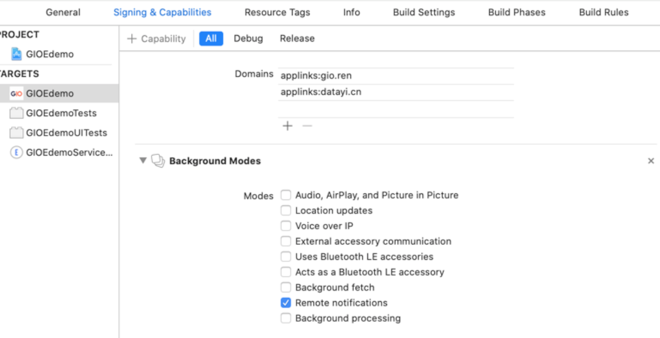 General Signing & Capabilities Resource Tags Info Build Settings Build Phases Build Rules
PROJECT
GIOEdemo
TARGETS
GIO GIOEdemo
GIOEdemoTests
GIOEdemoUITests
E GIOEdemoService...
+ Capability All Debug Release
Domains applinks:gio.ren
applinks:datayi.cn
+ −
Background Modes ×
Modes Audio, AirPlay, and Picture in Picture
Location updates
Voice over IP
External accessory communication
Uses Bluetooth LE accessories
Acts as a Bluetooth LE accessory
Background fetch
Remote notifications
Background processing